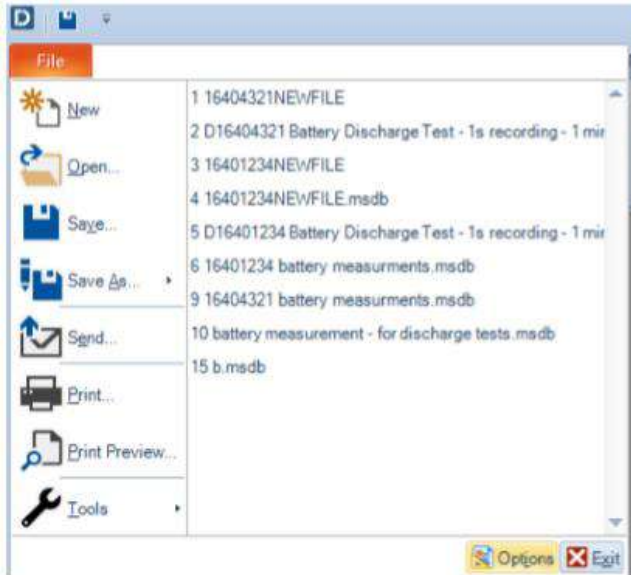 D
File
New
Open...
Save...
Save As...
Send...
Print...
Print Preview...
Tools
1 16404321NEWFILE
2 D16404321 Battery Discharge Test - 1s recording - 1 mir
3 16401234NEWFILE
4 16401234NEWFILE.msdb
5 D16401234 Battery Discharge Test - 1s recording - 1 mir
6 16401234 battery measurments.msdb
9 16404321 battery measurments.msdb
10 battery measurement - for discharge tests.msdb
15 b.msdb
Options
Exit